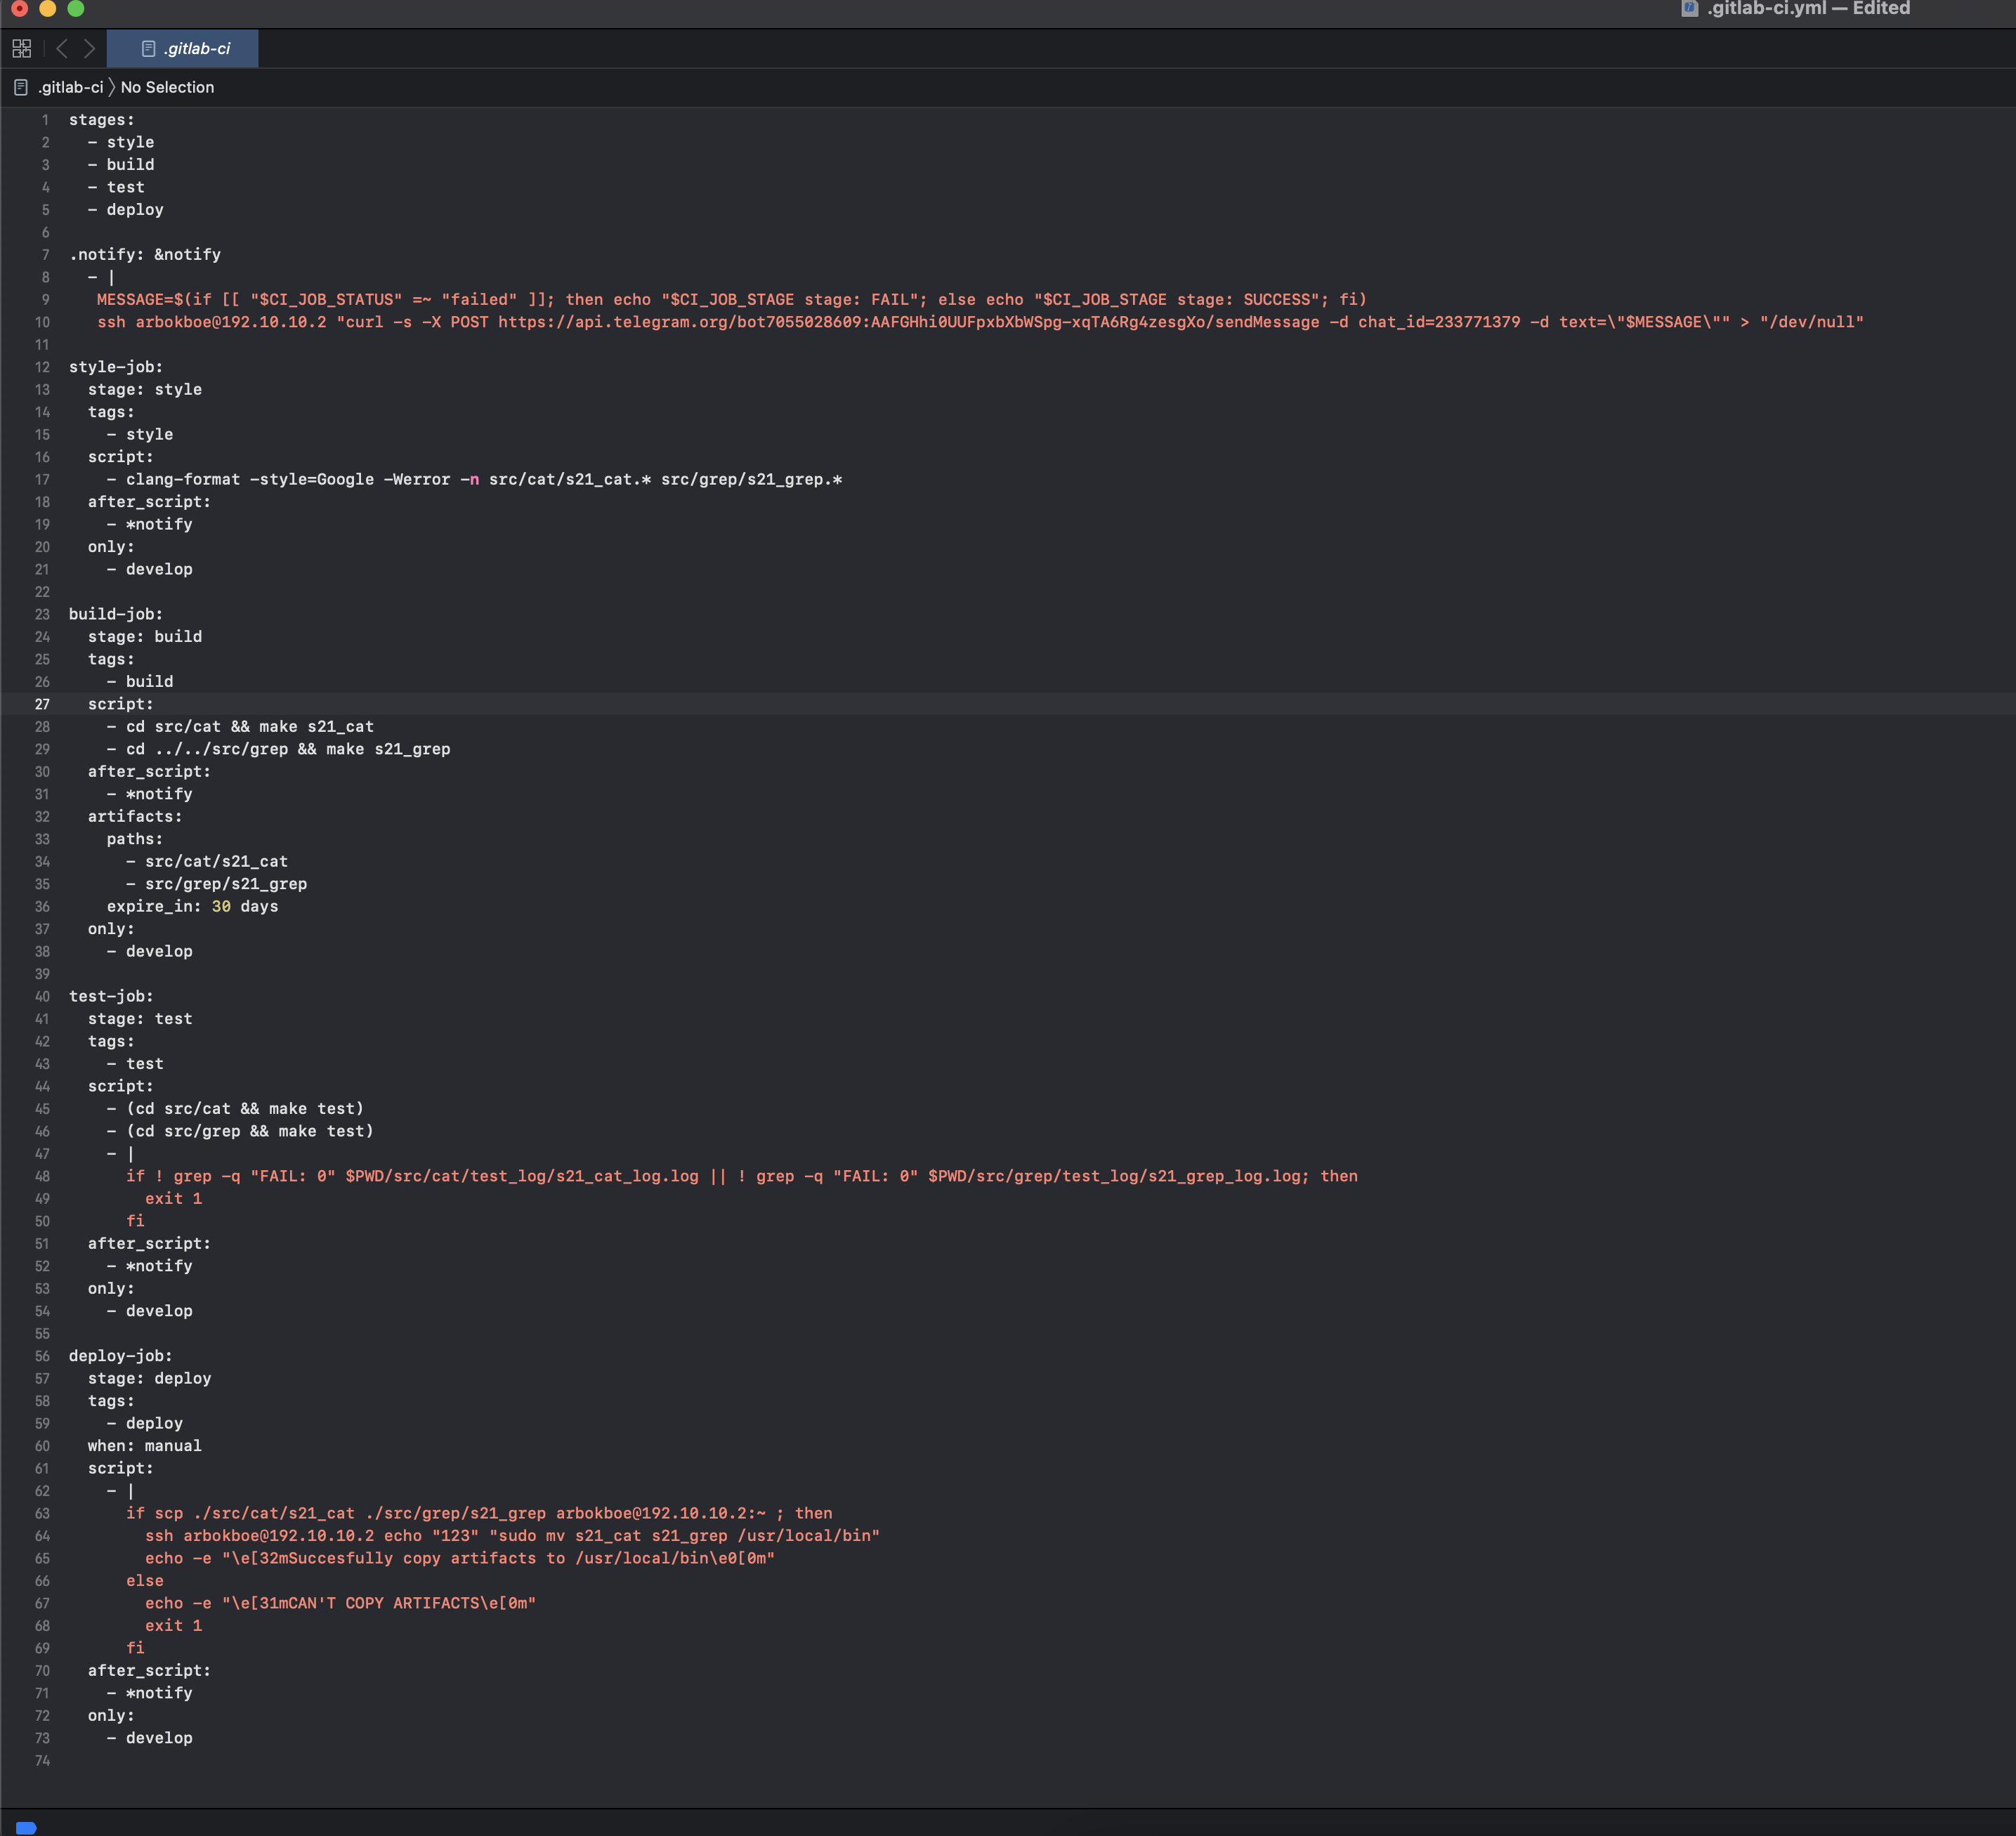 .gitlab-ci.yml — Edited
.gitlab-ci
.gitlab-ci 〉 No Selection
1 stages:
2   - style
3   - build
4   - test
5   - deploy
6
7 .notify: &notify
8   - |
9    MESSAGE=$(if [[ "$CI_JOB_STATUS" =~ "failed" ]]; then echo "$CI_JOB_STAGE stage: FAIL"; else echo "$CI_JOB_STAGE stage: SUCCESS"; fi)
10    ssh arbokboe@192.10.10.2 "curl -s -X POST https://api.telegram.org/bot7055028609:AAFGHhi0UUFpxbXbWSpg-xqTA6Rg4zesgXo/sendMessage -d chat_id=233771379 -d text=\"$MESSAGE\"" > "/dev/null"
11
12 style-job:
13   stage: style
14   tags:
15     - style
16   script:
17     - clang-format -style=Google -Werror -n src/cat/s21_cat.* src/grep/s21_grep.*
18   after_script:
19     - *notify
20   only:
21     - develop
22
23 build-job:
24   stage: build
25   tags:
26     - build
27   script:
28     - cd src/cat && make s21_cat
29     - cd ../../src/grep && make s21_grep
30   after_script:
31     - *notify
32   artifacts:
33     paths:
34       - src/cat/s21_cat
35       - src/grep/s21_grep
36     expire_in: 30 days
37   only:
38     - develop
39
40 test-job:
41   stage: test
42   tags:
43     - test
44   script:
45     - (cd src/cat && make test)
46     - (cd src/grep && make test)
47     - |
48       if ! grep -q "FAIL: 0" $PWD/src/cat/test_log/s21_cat_log.log || ! grep -q "FAIL: 0" $PWD/src/grep/test_log/s21_grep_log.log; then
49         exit 1
50       fi
51   after_script:
52     - *notify
53   only:
54     - develop
55
56 deploy-job:
57   stage: deploy
58   tags:
59     - deploy
60   when: manual
61   script:
62     - |
63       if scp ./src/cat/s21_cat ./src/grep/s21_grep arbokboe@192.10.10.2:~ ; then
64         ssh arbokboe@192.10.10.2 echo "123" "sudo mv s21_cat s21_grep /usr/local/bin"
65         echo -e "\e[32mSuccesfully copy artifacts to /usr/local/bin\e0[0m"
66       else
67         echo -e "\e[31mCAN'T COPY ARTIFACTS\e[0m"
68         exit 1
69       fi
70   after_script:
71     - *notify
72   only:
73     - develop
74